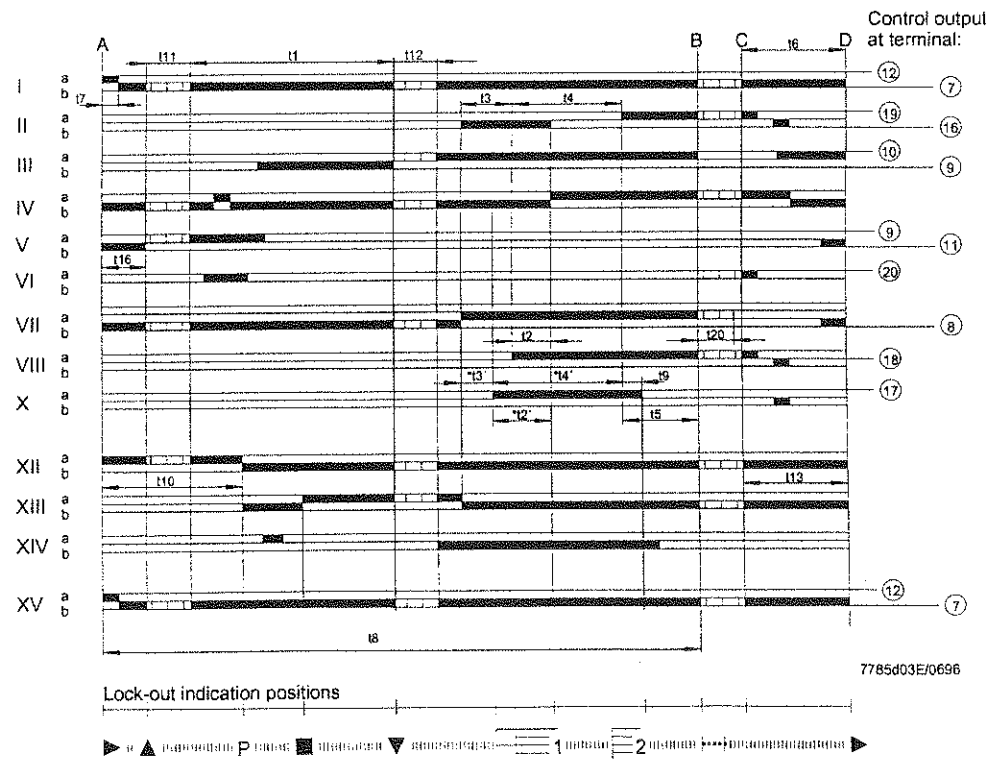 Control output
at terminal:
A B C t6 D
t11 t1 t12
I a b 12 7
t7
t3 t4
II a b 19 16
III a b 10 9
IV a b
V a b 9 11
t16
VI a b 20
VII a b 8
t2 t20
VIII a b 18
"t3' "t4' t9
X a b 17
"t2' t5
XII a b
t10 t13
XIII a b
XIV a b
XV a b 12 7
t8
7785d03E/0696
Lock-out indication positions
P 1 2